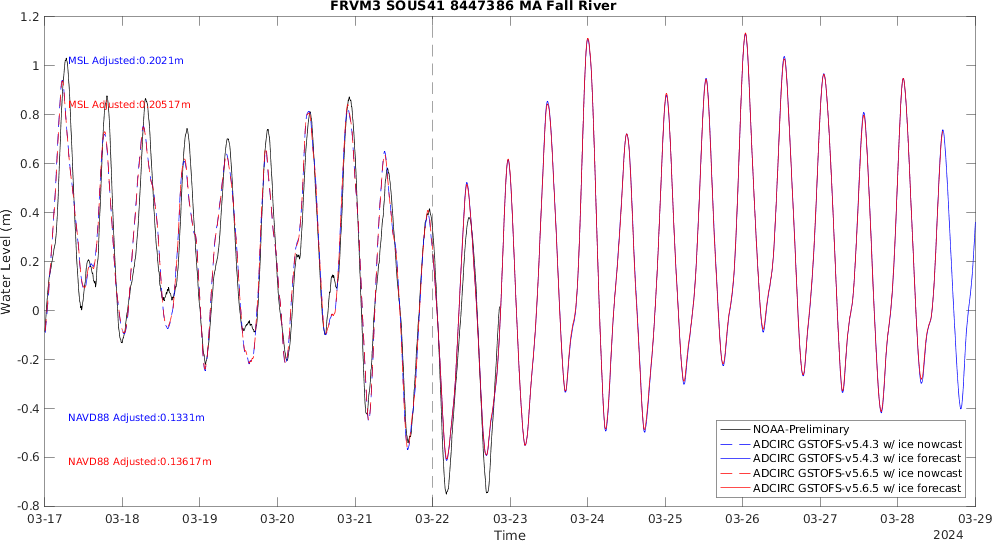 FRVM3 SOUS41 8447386 MA Fall River
1.2
1
0.8
0.6
0.4
0.2
0
-0.2
-0.4
-0.6
-0.8
Water Level (m)
MSL Adjusted:0.2021m
MSL Adjusted:0.20517m
NAVD88 Adjusted:0.1331m
NAVD88 Adjusted:0.13617m
NOAA-Preliminary
ADCIRC GSTOFS-v5.4.3 w/ ice nowcast
ADCIRC GSTOFS-v5.4.3 w/ ice forecast
ADCIRC GSTOFS-v5.6.5 w/ ice nowcast
ADCIRC GSTOFS-v5.6.5 w/ ice forecast
03-17 03-18 03-19 03-20 03-21 03-22 03-23 03-24 03-25 03-26 03-27 03-28 03-29
Time
2024